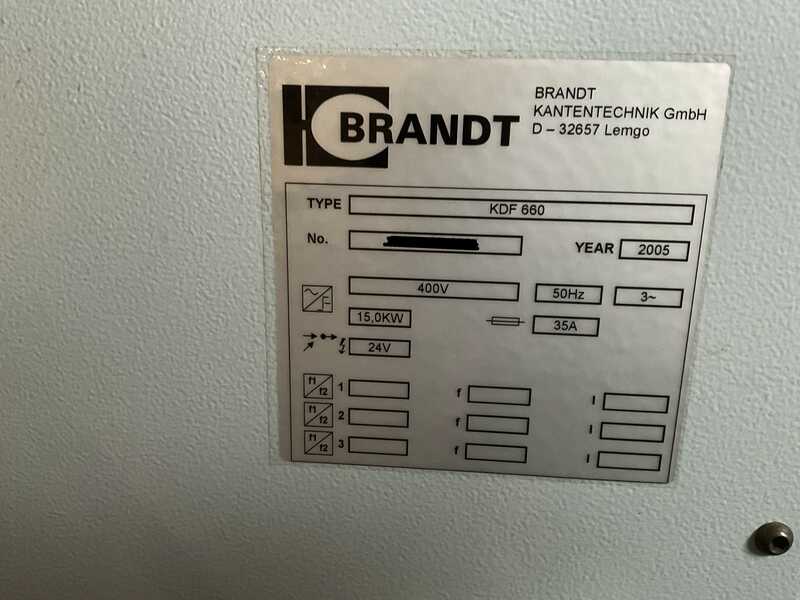 BRANDT
BRANDT
KANTENTECHNIK GmbH
D – 32657 Lemgo
TYPE KDF 660
No. YEAR 2005
400V 50Hz 3~
15,0KW 35A
24V
f1 f2 1 f I
f1 f2 2 f I
f1 f2 3 f I